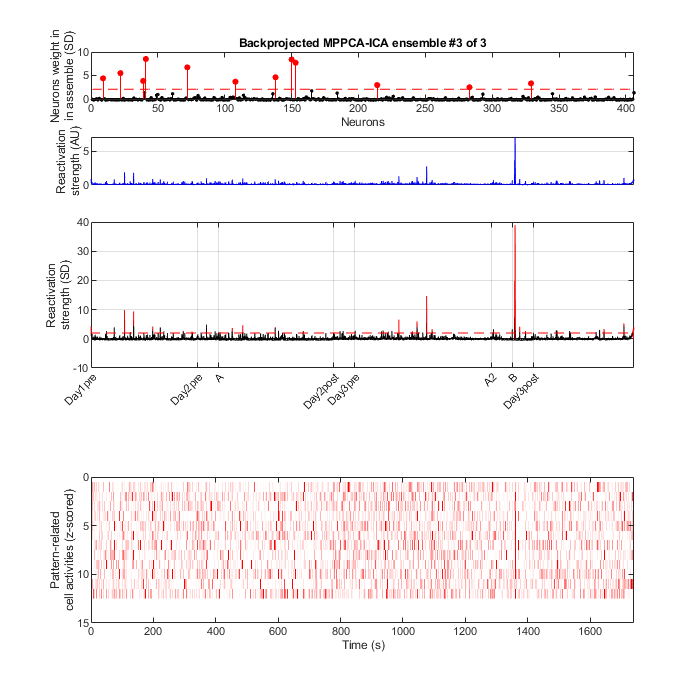 Backprojected MPPCA-ICA ensemble #3 of 3
Neurons weight in
in assemble (SD)
10
5
0
0 50 100 150 200 250 300 350 400
Neurons
Reactivation
strength (AU)
5
0
Reactivation
strength (SD)
40
30
20
10
0
-10
Day1pre Day2pre A Day2post Day3pre A2 B Day3post
Pattern-related
cell activities (z-scored)
0
5
10
15
0 200 400 600 800 1000 1200 1400 1600
Time (s)